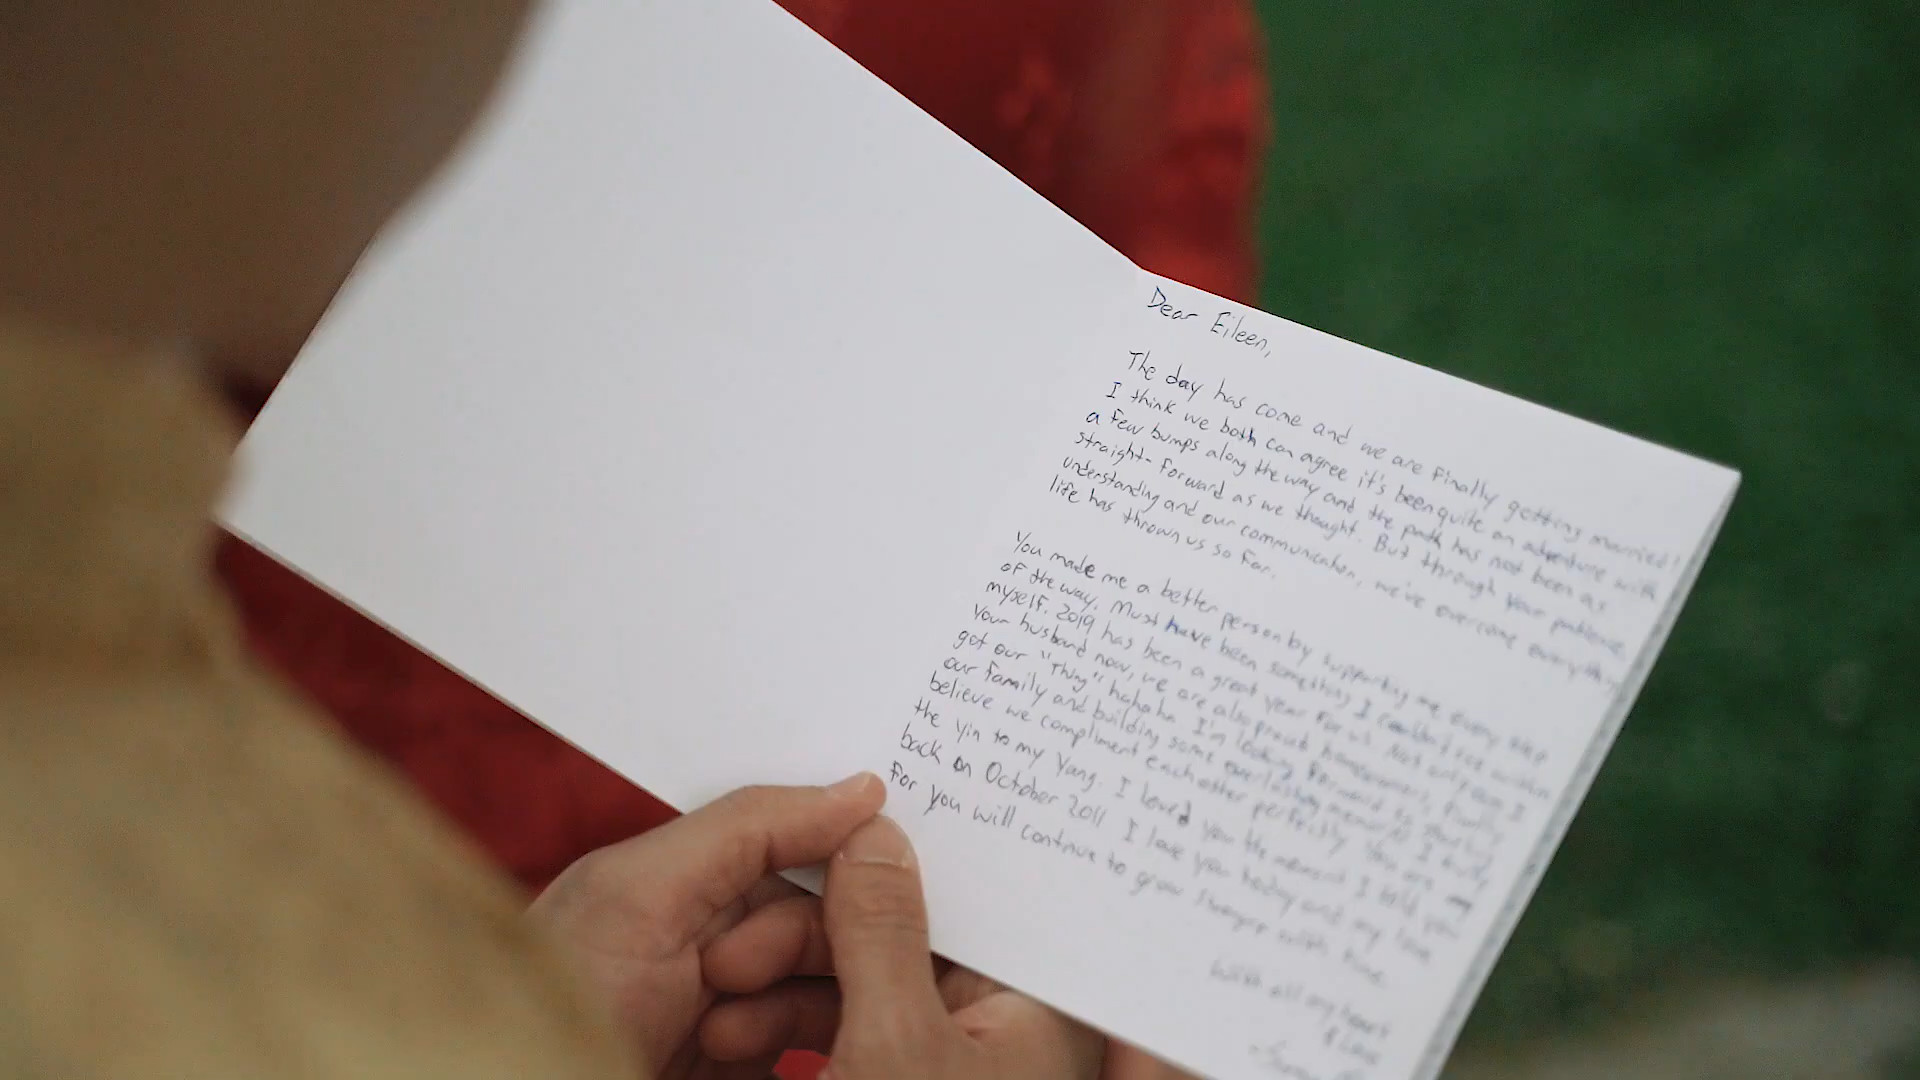 Dear Eileen,
The day has come and we are finally getting married!
I think we both can agree it's been quite an adventure with
a few bumps along the way and the path has not been as
straight-forward as we thought. But through your patience,
understanding and our communication, we've overcome everything
life has thrown us so far.
You made me a better person by supporting me every step
of the way. Must have been something I couldn't see within
myself. 2019 has been a great year for us. Not only am I
your husband now, we are also proud homeowners, finally
got our "Thing" hahaha I'm looking forward to starting
our family and building some everlasting memories I truly
believe we compliment each other perfectly. You are my
the Yin to my Yang. I loved you the moment I told you
back on October 2011 I love you today and my love
for you will continue to grow stronger with time.
With all my heart
& Love